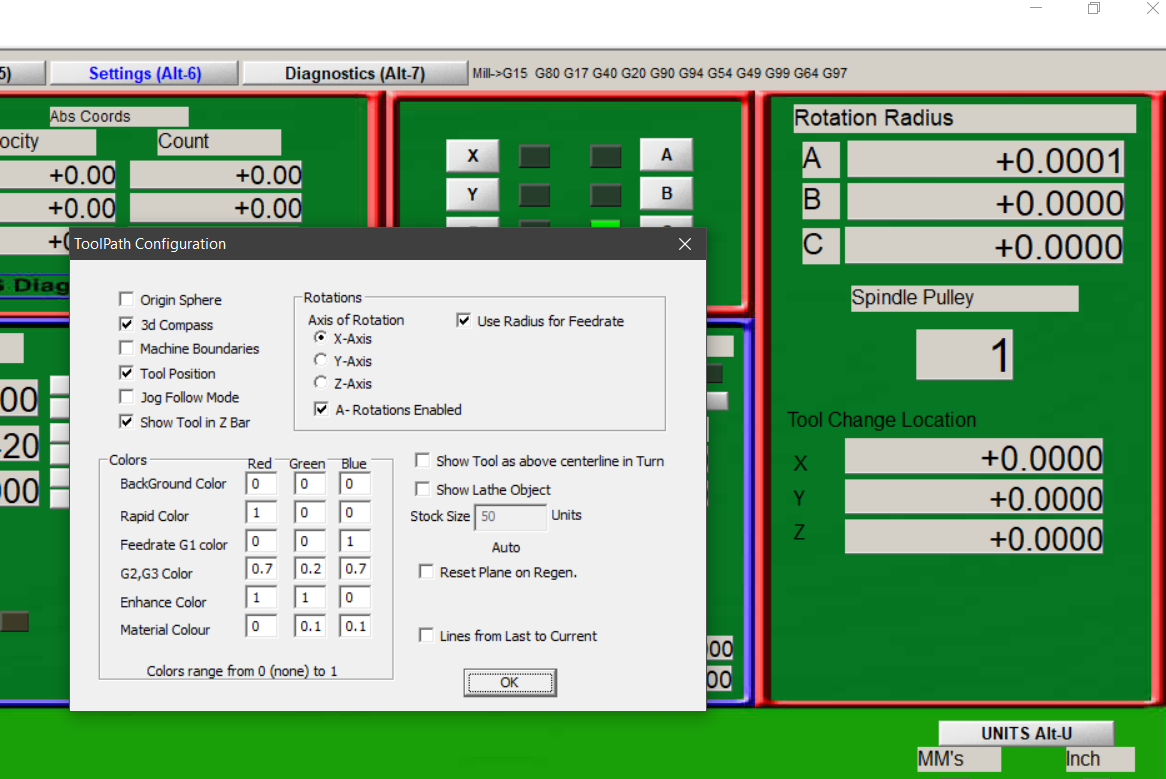 5) Settings (Alt-6) Diagnostics (Alt-7) Mill->G15 G80 G17 G40 G20 G90 G94 G54 G49 G99 G64 G97
Abs Coords
ocity Count
+0.00 +0.00
+0.00 +0.00
+0
s Diag
00
20
000
X A
Y B
Rotation Radius
A +0.0001
B +0.0000
C +0.0000
Spindle Pulley
1
Tool Change Location
X +0.0000
Y +0.0000
Z +0.0000
ToolPath Configuration
Origin Sphere
3d Compass
Machine Boundaries
Tool Position
Jog Follow Mode
Show Tool in Z Bar
Rotations
Axis of Rotation Use Radius for Feedrate
X-Axis
Y-Axis
Z-Axis
A- Rotations Enabled
Colors Red Green Blue
BackGround Color 0 0 0
Rapid Color 1 0 0
Feedrate G1 color 0 0 1
G2,G3 Color 0.7 0.2 0.7
Enhance Color 1 1 0
Material Colour 0 0.1 0.1
Colors range from 0 (none) to 1
Show Tool as above centerline in Turn
Show Lathe Object
Stock Size 50 Units
Auto
Reset Plane on Regen.
Lines from Last to Current
OK
00
00
UNITS Alt-U
MM's Inch